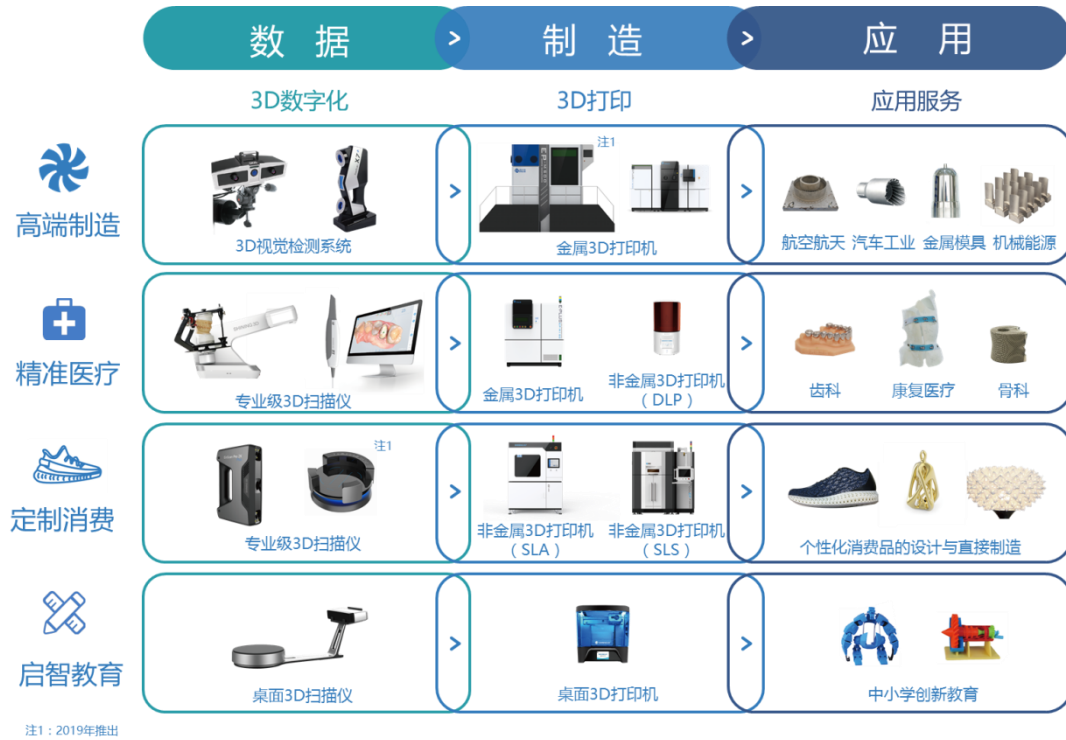 数 据
制 造
应 用
3D数字化
3D打印
应用服务
高端制造
3D视觉检测系统
注1
金属3D打印机
航空航天
汽车工业
金属模具
机械能源
精准医疗
专业级3D扫描仪
金属3D打印机
非金属3D打印机
（DLP）
齿科
康复医疗
骨科
定制消费
注1
专业级3D扫描仪
非金属3D打印机
（SLA）
非金属3D打印机
（SLS）
个性化消费品的设计与直接制造
启智教育
桌面3D扫描仪
桌面3D打印机
中小学创新教育
注1：2019年推出